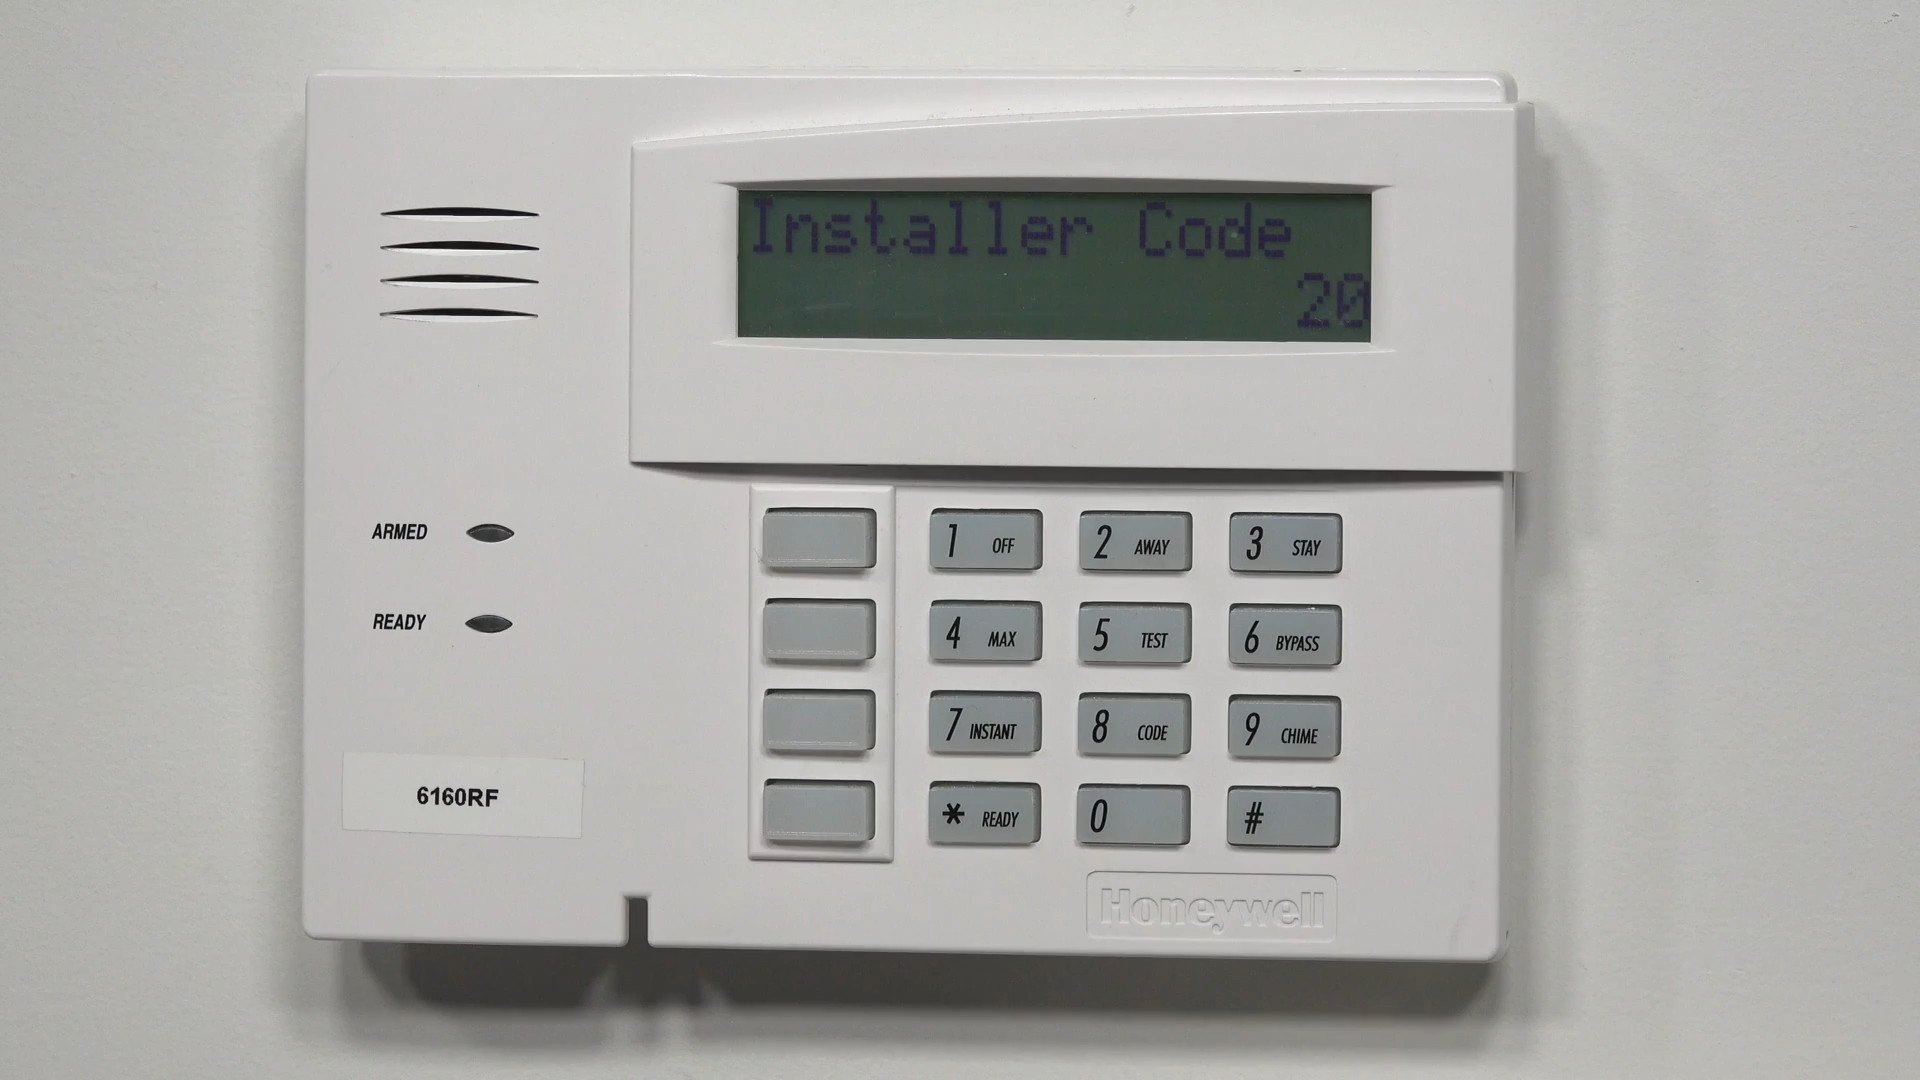 Installer Code
20
ARMED
READY
6160RF
1 OFF
2 AWAY
3 STAY
4 MAX
5 TEST
6 BYPASS
7 INSTANT
8 CODE
9 CHIME
* READY
0
#
Honeywell